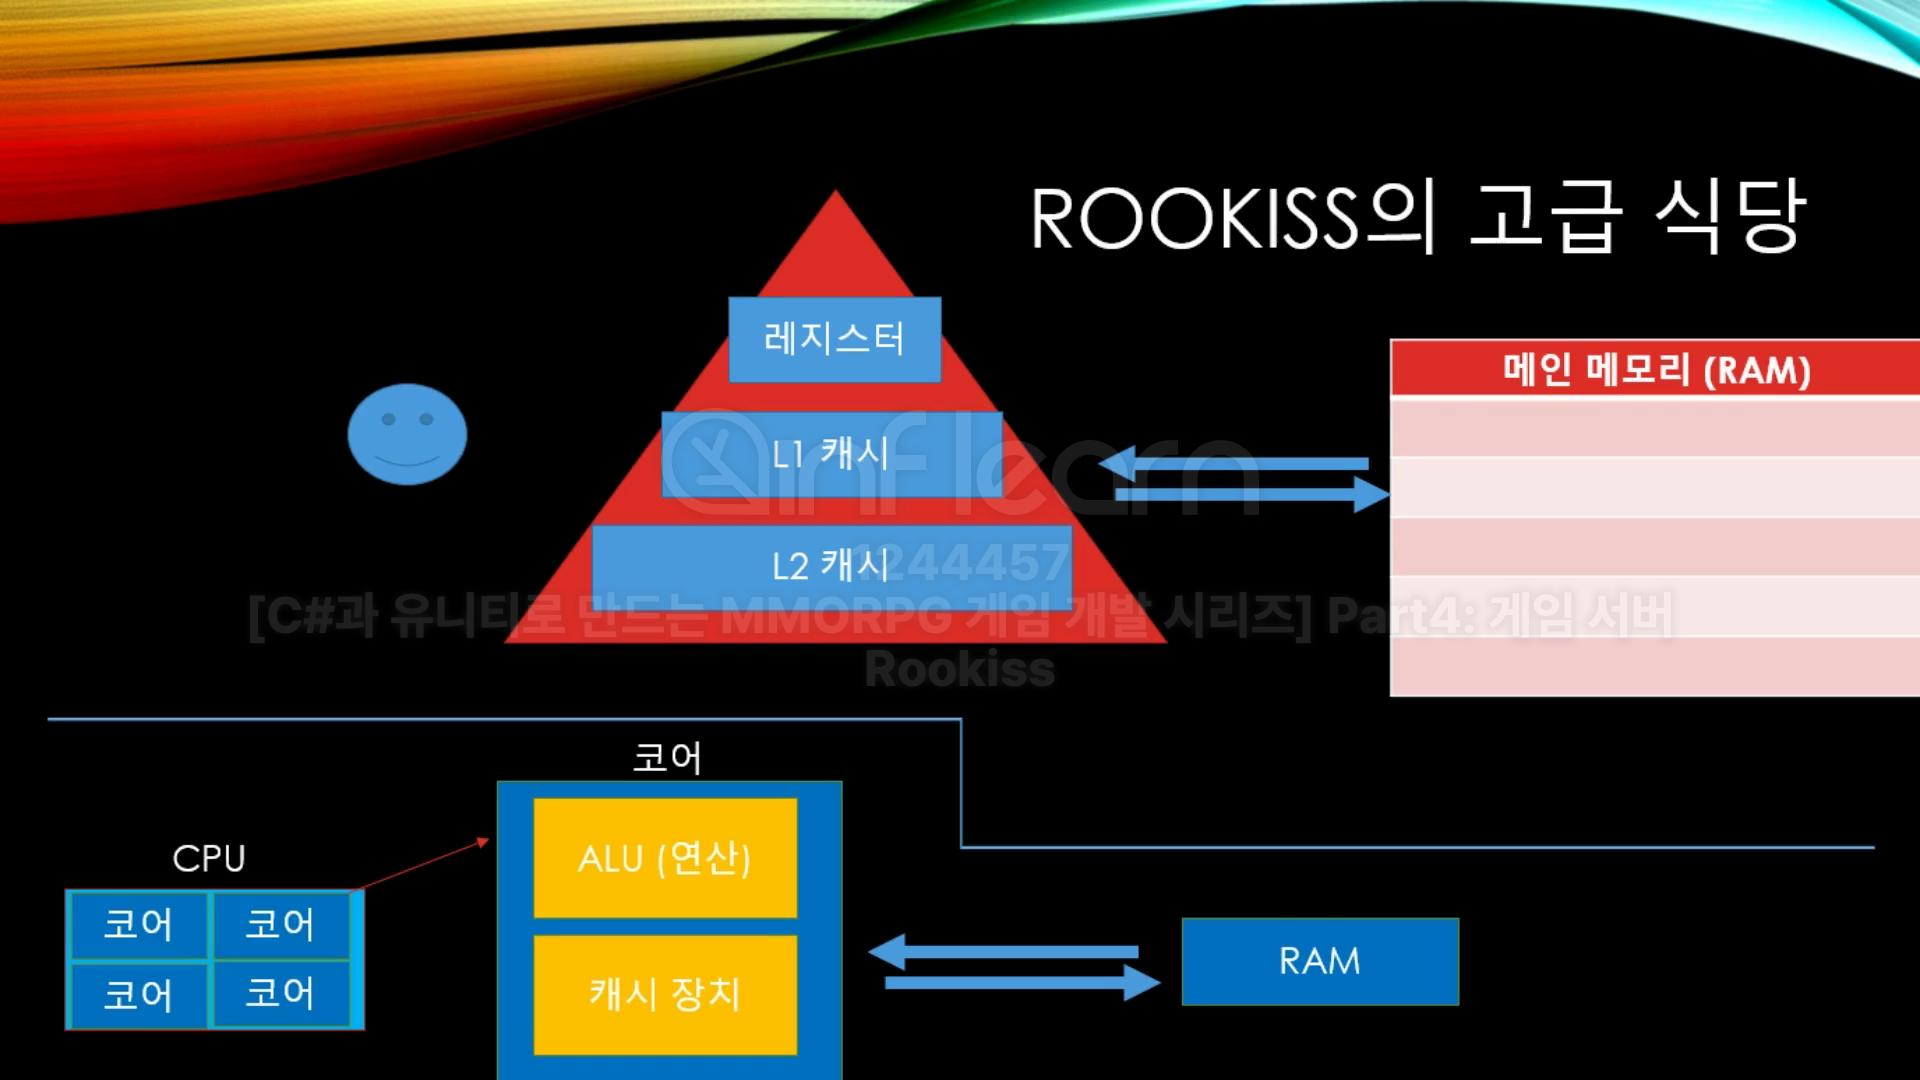 ROOKISS의 고급 식당
레지스터
L1 캐시
L2 캐시
메인 메모리 (RAM)
inflearn
1244457
[C#과 유니티로 만드는 MMORPG 게임 개발 시리즈] Part4: 게임 서버
Rookiss
코어
CPU
코어 코어
코어 코어
ALU (연산)
캐시 장치
RAM